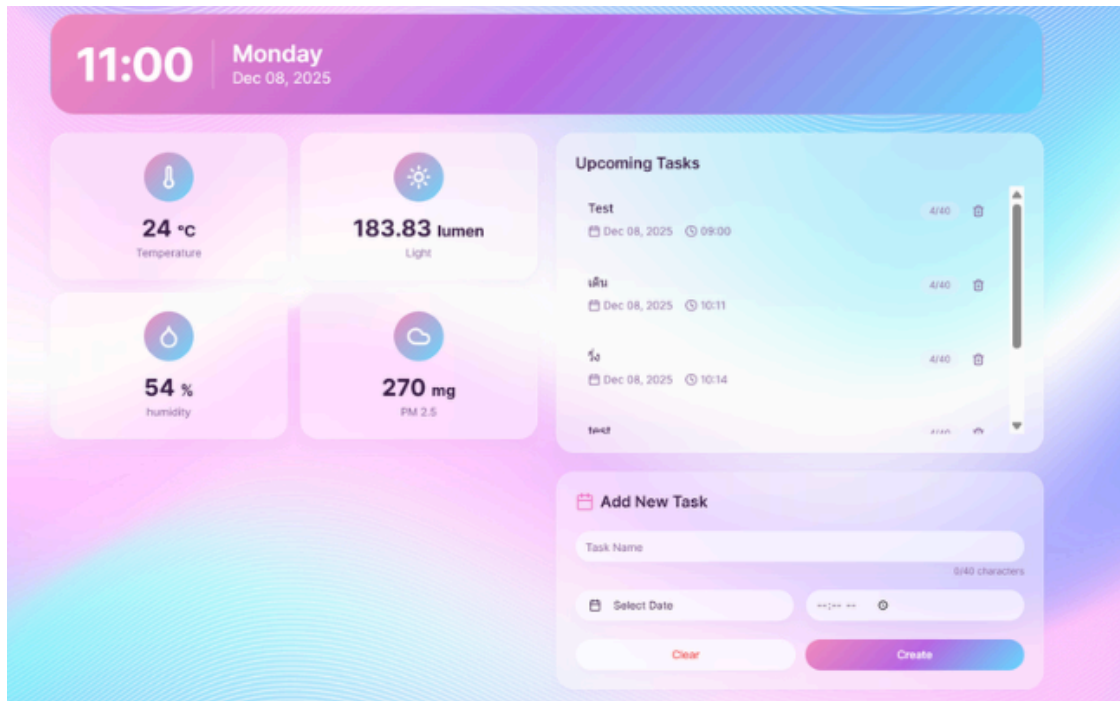 11:00
Monday
Dec 08, 2025
24 °C
Temperature
183.83 lumen
Light
54 %
humidity
270 mg
PM 2.5
Upcoming Tasks
Test
4/40
Dec 08, 2025 09:00
เดิน
4/40
Dec 08, 2025 10:11
วิ่ง
4/40
Dec 08, 2025 10:14
test
4/40
Add New Task
Task Name
0/40 characters
Select Date
--:-- --
Clear
Create